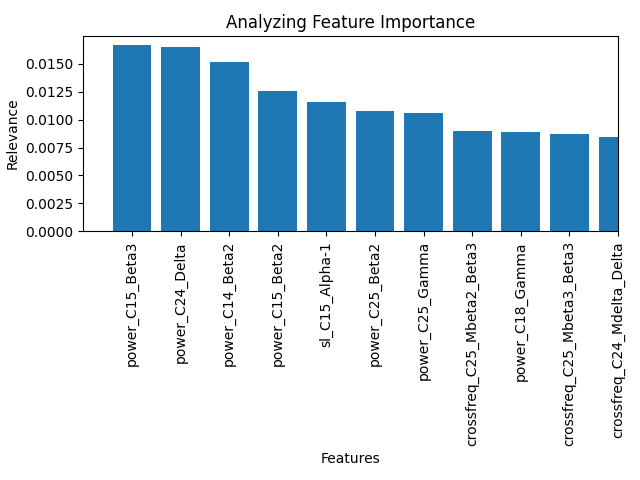 Analyzing Feature Importance
Relevance
0.0150
0.0125
0.0100
0.0075
0.0050
0.0025
0.0000
power_C15_Beta3
power_C24_Delta
power_C14_Beta2
power_C15_Beta2
sl_C15_Alpha-1
power_C25_Beta2
power_C25_Gamma
crossfreq_C25_Mbeta2_Beta3
power_C18_Gamma
crossfreq_C25_Mbeta3_Beta3
crossfreq_C24_Mdelta_Delta
Features